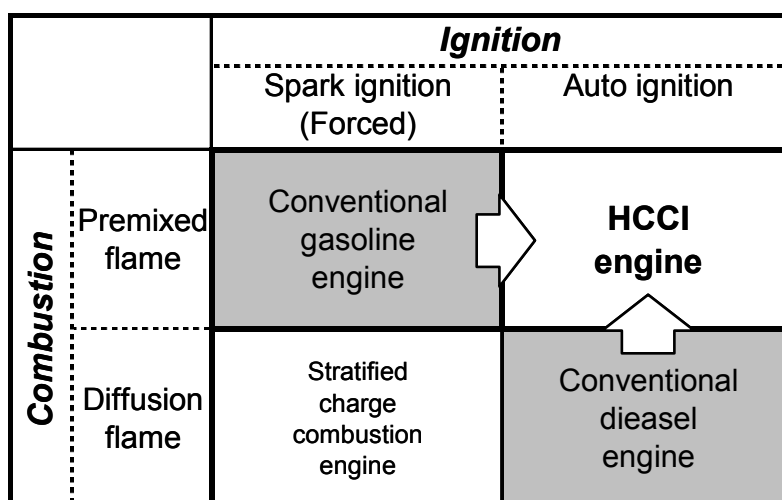 Ignition
Spark ignition
(Forced)
Auto ignition
Combustion
Premixed
flame
Conventional
gasoline
engine
HCCI
engine
Diffusion
flame
Stratified
charge
combustion
engine
Conventional
dieasel
engine